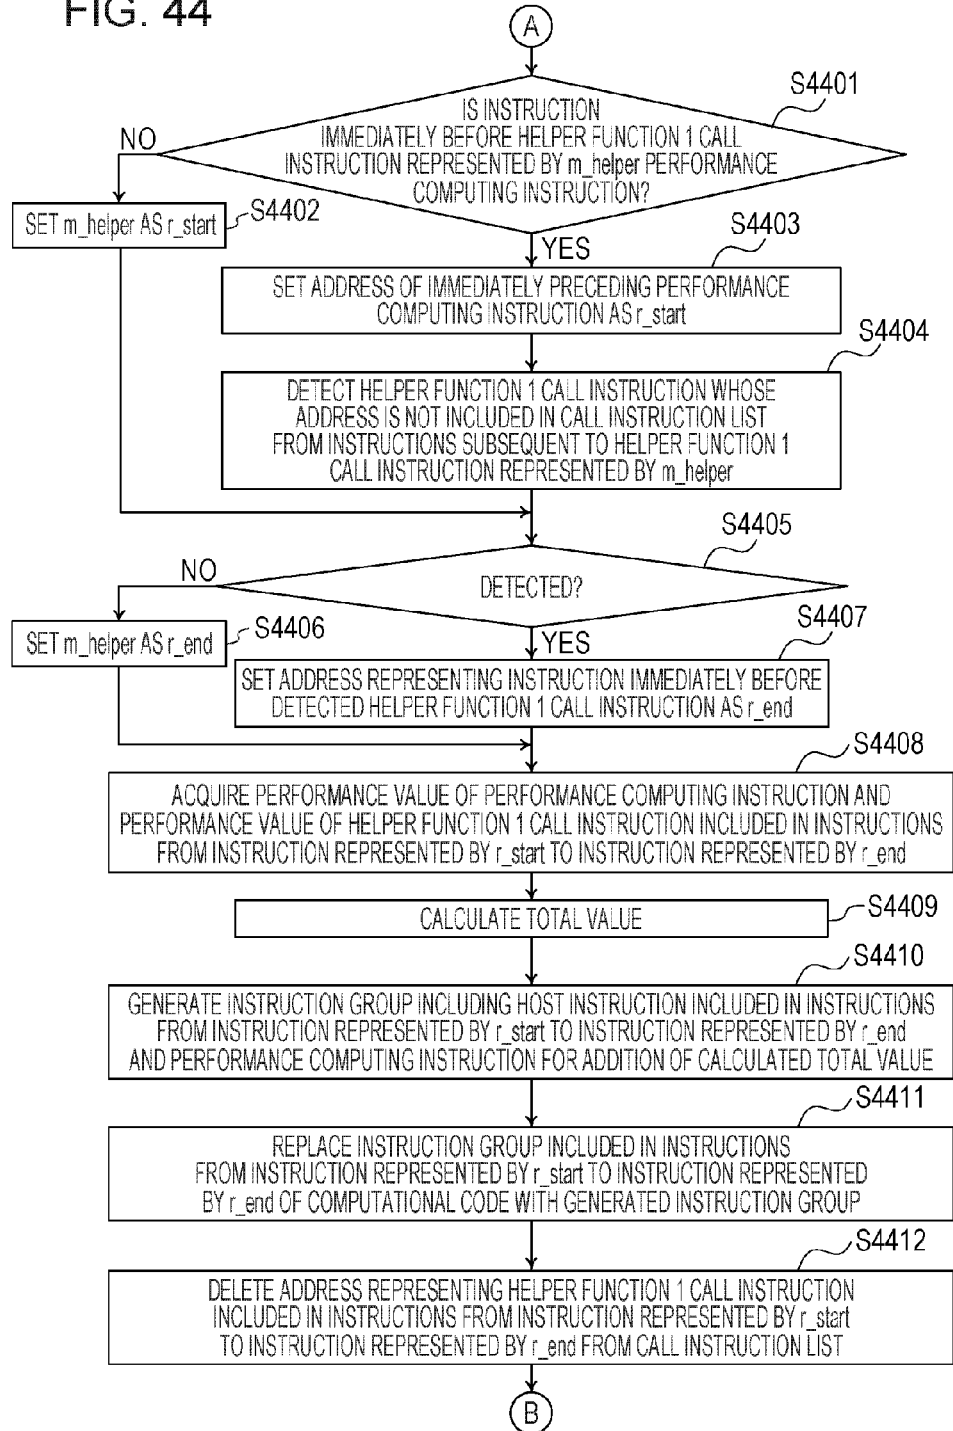 FIG. 44
A
S4401
IS INSTRUCTION
IMMEDIATELY BEFORE HELPER FUNCTION 1 CALL
INSTRUCTION REPRESENTED BY m_helper PERFORMANCE
COMPUTING INSTRUCTION?
NO
S4402
SET m_helper AS r_start
YES
S4403
SET ADDRESS OF IMMEDIATELY PRECEDING PERFORMANCE
COMPUTING INSTRUCTION AS r_start
S4404
DETECT HELPER FUNCTION 1 CALL INSTRUCTION WHOSE
ADDRESS IS NOT INCLUDED IN CALL INSTRUCTION LIST
FROM INSTRUCTIONS SUBSEQUENT TO HELPER FUNCTION 1
CALL INSTRUCTION REPRESENTED BY m_helper
S4405
NO
DETECTED?
S4406
SET m_helper AS r_end
YES
S4407
SET ADDRESS REPRESENTING INSTRUCTION IMMEDIATELY BEFORE
DETECTED HELPER FUNCTION 1 CALL INSTRUCTION AS r_end
S4408
ACQUIRE PERFORMANCE VALUE OF PERFORMANCE COMPUTING INSTRUCTION AND
PERFORMANCE VALUE OF HELPER FUNCTION 1 CALL INSTRUCTION INCLUDED IN INSTRUCTIONS
FROM INSTRUCTION REPRESENTED BY r_start TO INSTRUCTION REPRESENTED BY r_end
S4409
CALCULATE TOTAL VALUE
S4410
GENERATE INSTRUCTION GROUP INCLUDING HOST INSTRUCTION INCLUDED IN INSTRUCTIONS
FROM INSTRUCTION REPRESENTED BY r_start TO INSTRUCTION REPRESENTED BY r_end
AND PERFORMANCE COMPUTING INSTRUCTION FOR ADDITION OF CALCULATED TOTAL VALUE
S4411
REPLACE INSTRUCTION GROUP INCLUDED IN INSTRUCTIONS
FROM INSTRUCTION REPRESENTED BY r_start TO INSTRUCTION REPRESENTED
BY r_end OF COMPUTATIONAL CODE WITH GENERATED INSTRUCTION GROUP
S4412
DELETE ADDRESS REPRESENTING HELPER FUNCTION 1 CALL INSTRUCTION
INCLUDED IN INSTRUCTIONS FROM INSTRUCTION REPRESENTED BY r_start
TO INSTRUCTION REPRESENTED BY r_end FROM CALL INSTRUCTION LIST
B